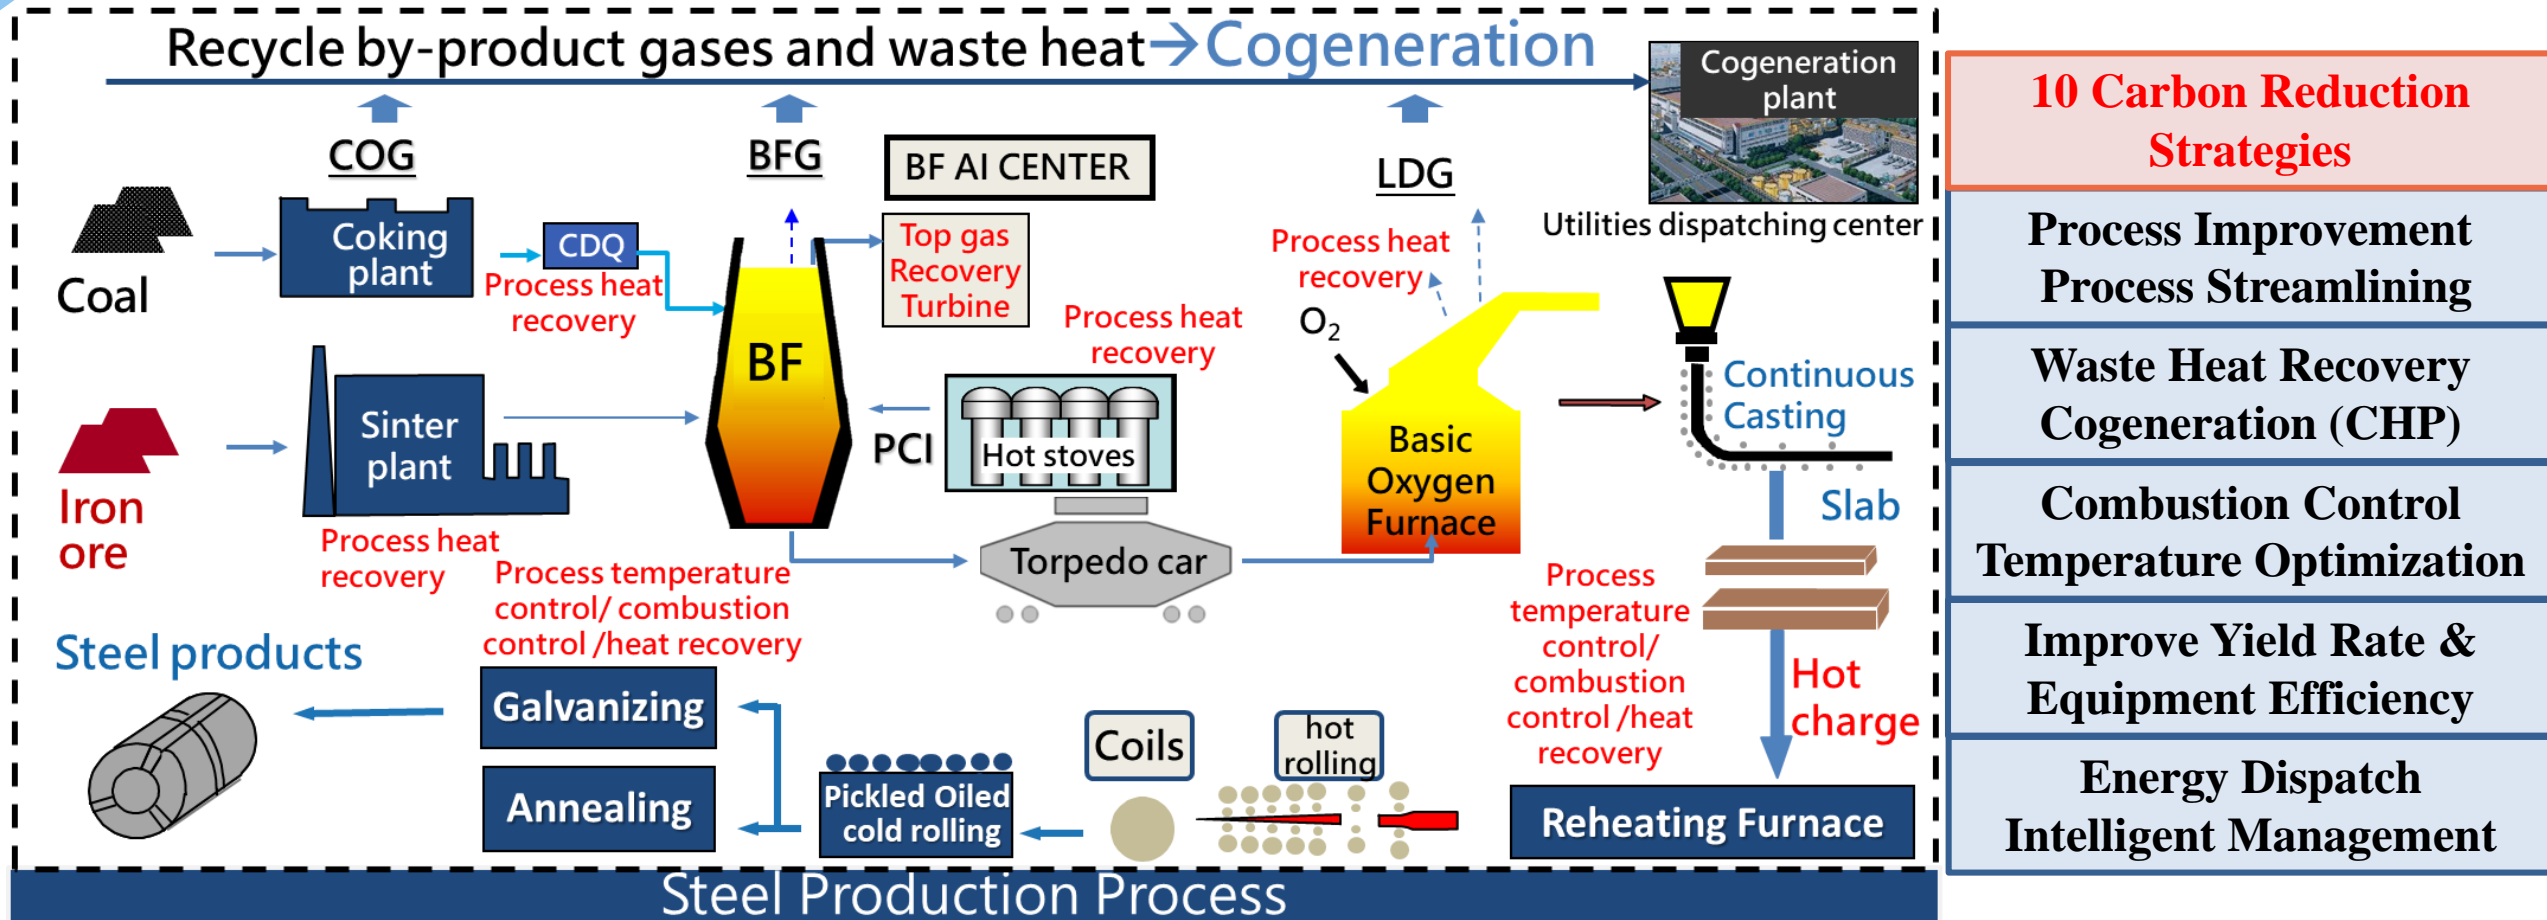 Recycle by-product gases and waste heat→Cogeneration
Cogeneration
plant
Utilities dispatching center
COG
BFG
BF AI CENTER
LDG
Coal
Coking
plant
CDQ
Process heat
recovery
Top gas
Recovery
Turbine
BF
Process heat
recovery
Process heat
recovery
O2
Iron
ore
Sinter
plant
Process heat
recovery
PCI
Hot stoves
Torpedo car
Basic
Oxygen
Furnace
Continuous
Casting
Slab
Process
temperature
control/
combustion
control /heat
recovery
Hot
charge
Reheating Furnace
hot
rolling
Coils
Pickled Oiled
cold rolling
Process temperature
control/ combustion
control /heat recovery
Galvanizing
Annealing
Steel products
Steel Production Process
10 Carbon Reduction
Strategies
Process Improvement
Process Streamlining
Waste Heat Recovery
Cogeneration (CHP)
Combustion Control
Temperature Optimization
Improve Yield Rate &
Equipment Efficiency
Energy Dispatch
Intelligent Management